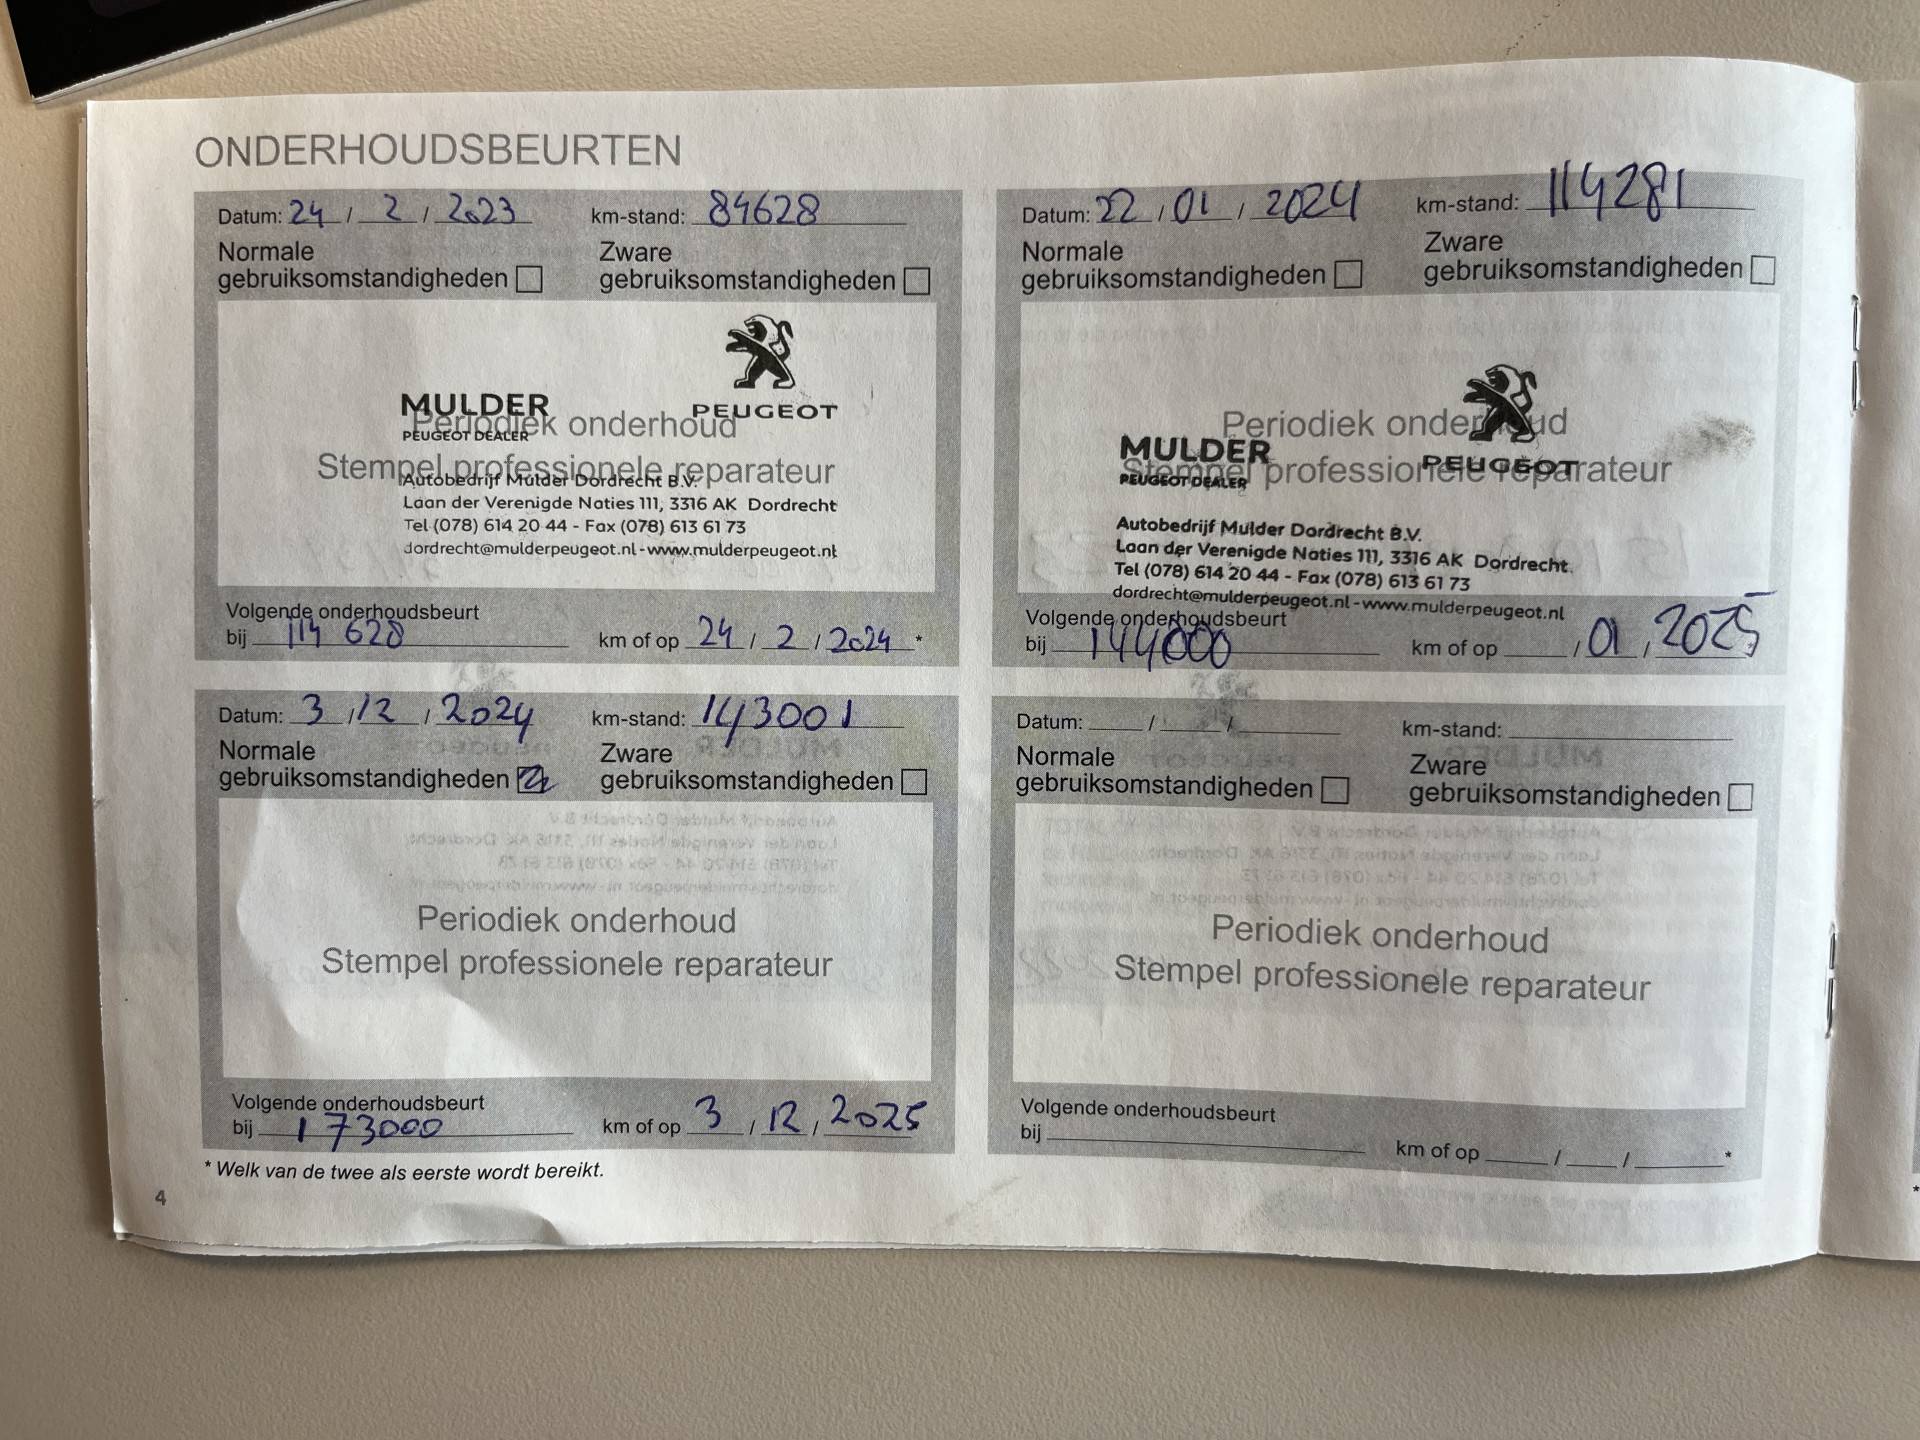 ONDERHOUDSBEURTEN
Datum: 24 / 2 / 2023 km-stand: 84628
Normale gebruiksomstandigheden
Zware gebruiksomstandigheden
MULDER
PEUGEOT DEALER
PEUGEOT
Periodiek onderhoud
Stempel professionele reparateur
Autobedrijf Mulder Dordrecht B.V.
Laan der Verenigde Naties 111, 3316 AK Dordrecht
Tel (078) 614 20 44 - Fax (078) 613 61 73
dordrecht@mulderpeugeot.nl - www.mulderpeugeot.nl
Volgende onderhoudsbeurt
bij 114 628 km of op 24 / 2 / 2024 *
Datum: 22 / 01 / 2024 km-stand: 114281
Normale gebruiksomstandigheden
Zware gebruiksomstandigheden
Periodiek onderhoud
MULDER
PEUGEOT DEALER
PEUGEOT
Stempel professionele reparateur
Autobedrijf Mulder Dordrecht B.V.
Laan der Verenigde Naties 111, 3316 AK Dordrecht
Tel (078) 614 20 44 - Fax (078) 613 61 73
dordrecht@mulderpeugeot.nl - www.mulderpeugeot.nl
Volgende onderhoudsbeurt
bij 144000 km of op / 01 / 2025
Datum: 3 / 12 / 2024 km-stand: 143001
Normale gebruiksomstandigheden
Zware gebruiksomstandigheden
Periodiek onderhoud
Stempel professionele reparateur
Volgende onderhoudsbeurt
bij 173000 km of op 3 / 12 / 2025
Datum: / / km-stand:
Normale gebruiksomstandigheden
Zware gebruiksomstandigheden
Periodiek onderhoud
Stempel professionele reparateur
Volgende onderhoudsbeurt
bij km of op / / *
* Welk van de twee als eerste wordt bereikt.
4